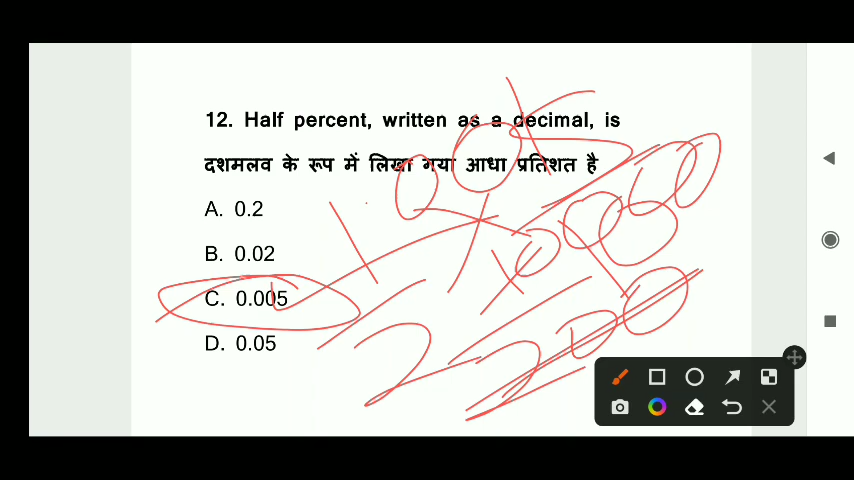 12. Half percent, written as a decimal, is
दशमलव के रूप में लिखा गया आधा प्रतिशत है
A. 0.2
B. 0.02
C. 0.005
D. 0.05